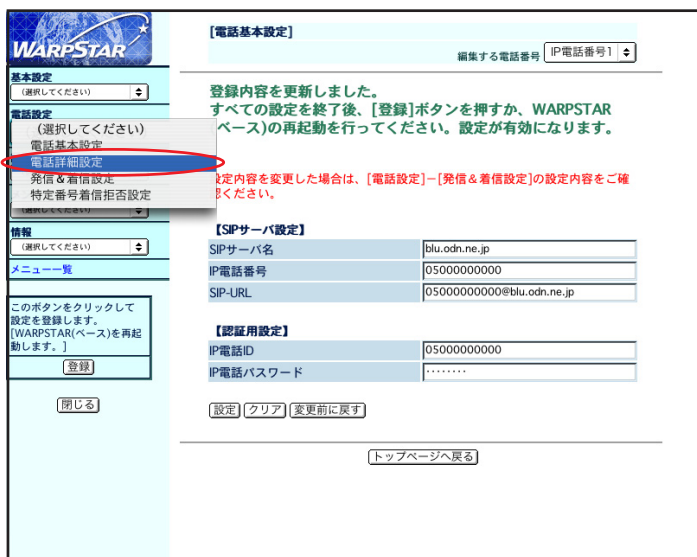 WARPSTAR
基本設定
(選択してください)
電話設定
(選択してください)
電話基本設定
電話詳細設定
発信＆着信設定
特定番号着信拒否設定
(選択してください)
情報
(選択してください)
メニュー一覧
このボタンをクリックして
設定を登録します。
[WARPSTAR(ベース)を再起
動します。]
登録
閉じる
[電話基本設定]
編集する電話番号 IP電話番号1
登録内容を更新しました。
すべての設定を終了後、[登録]ボタンを押すか、WARPSTAR
ベース)の再起動を行ってください。設定が有効になります。
設定内容を変更した場合は、[電話設定]－[発信＆着信設定]の設定内容をご確
ください。
【SIPサーバ設定】
SIPサーバ名 blu.odn.ne.jp
IP電話番号 05000000000
SIP-URL 05000000000@blu.odn.ne.jp
【認証用設定】
IP電話ID 05000000000
IP電話パスワード ········
設定 クリア 変更前に戻す
トップページへ戻る